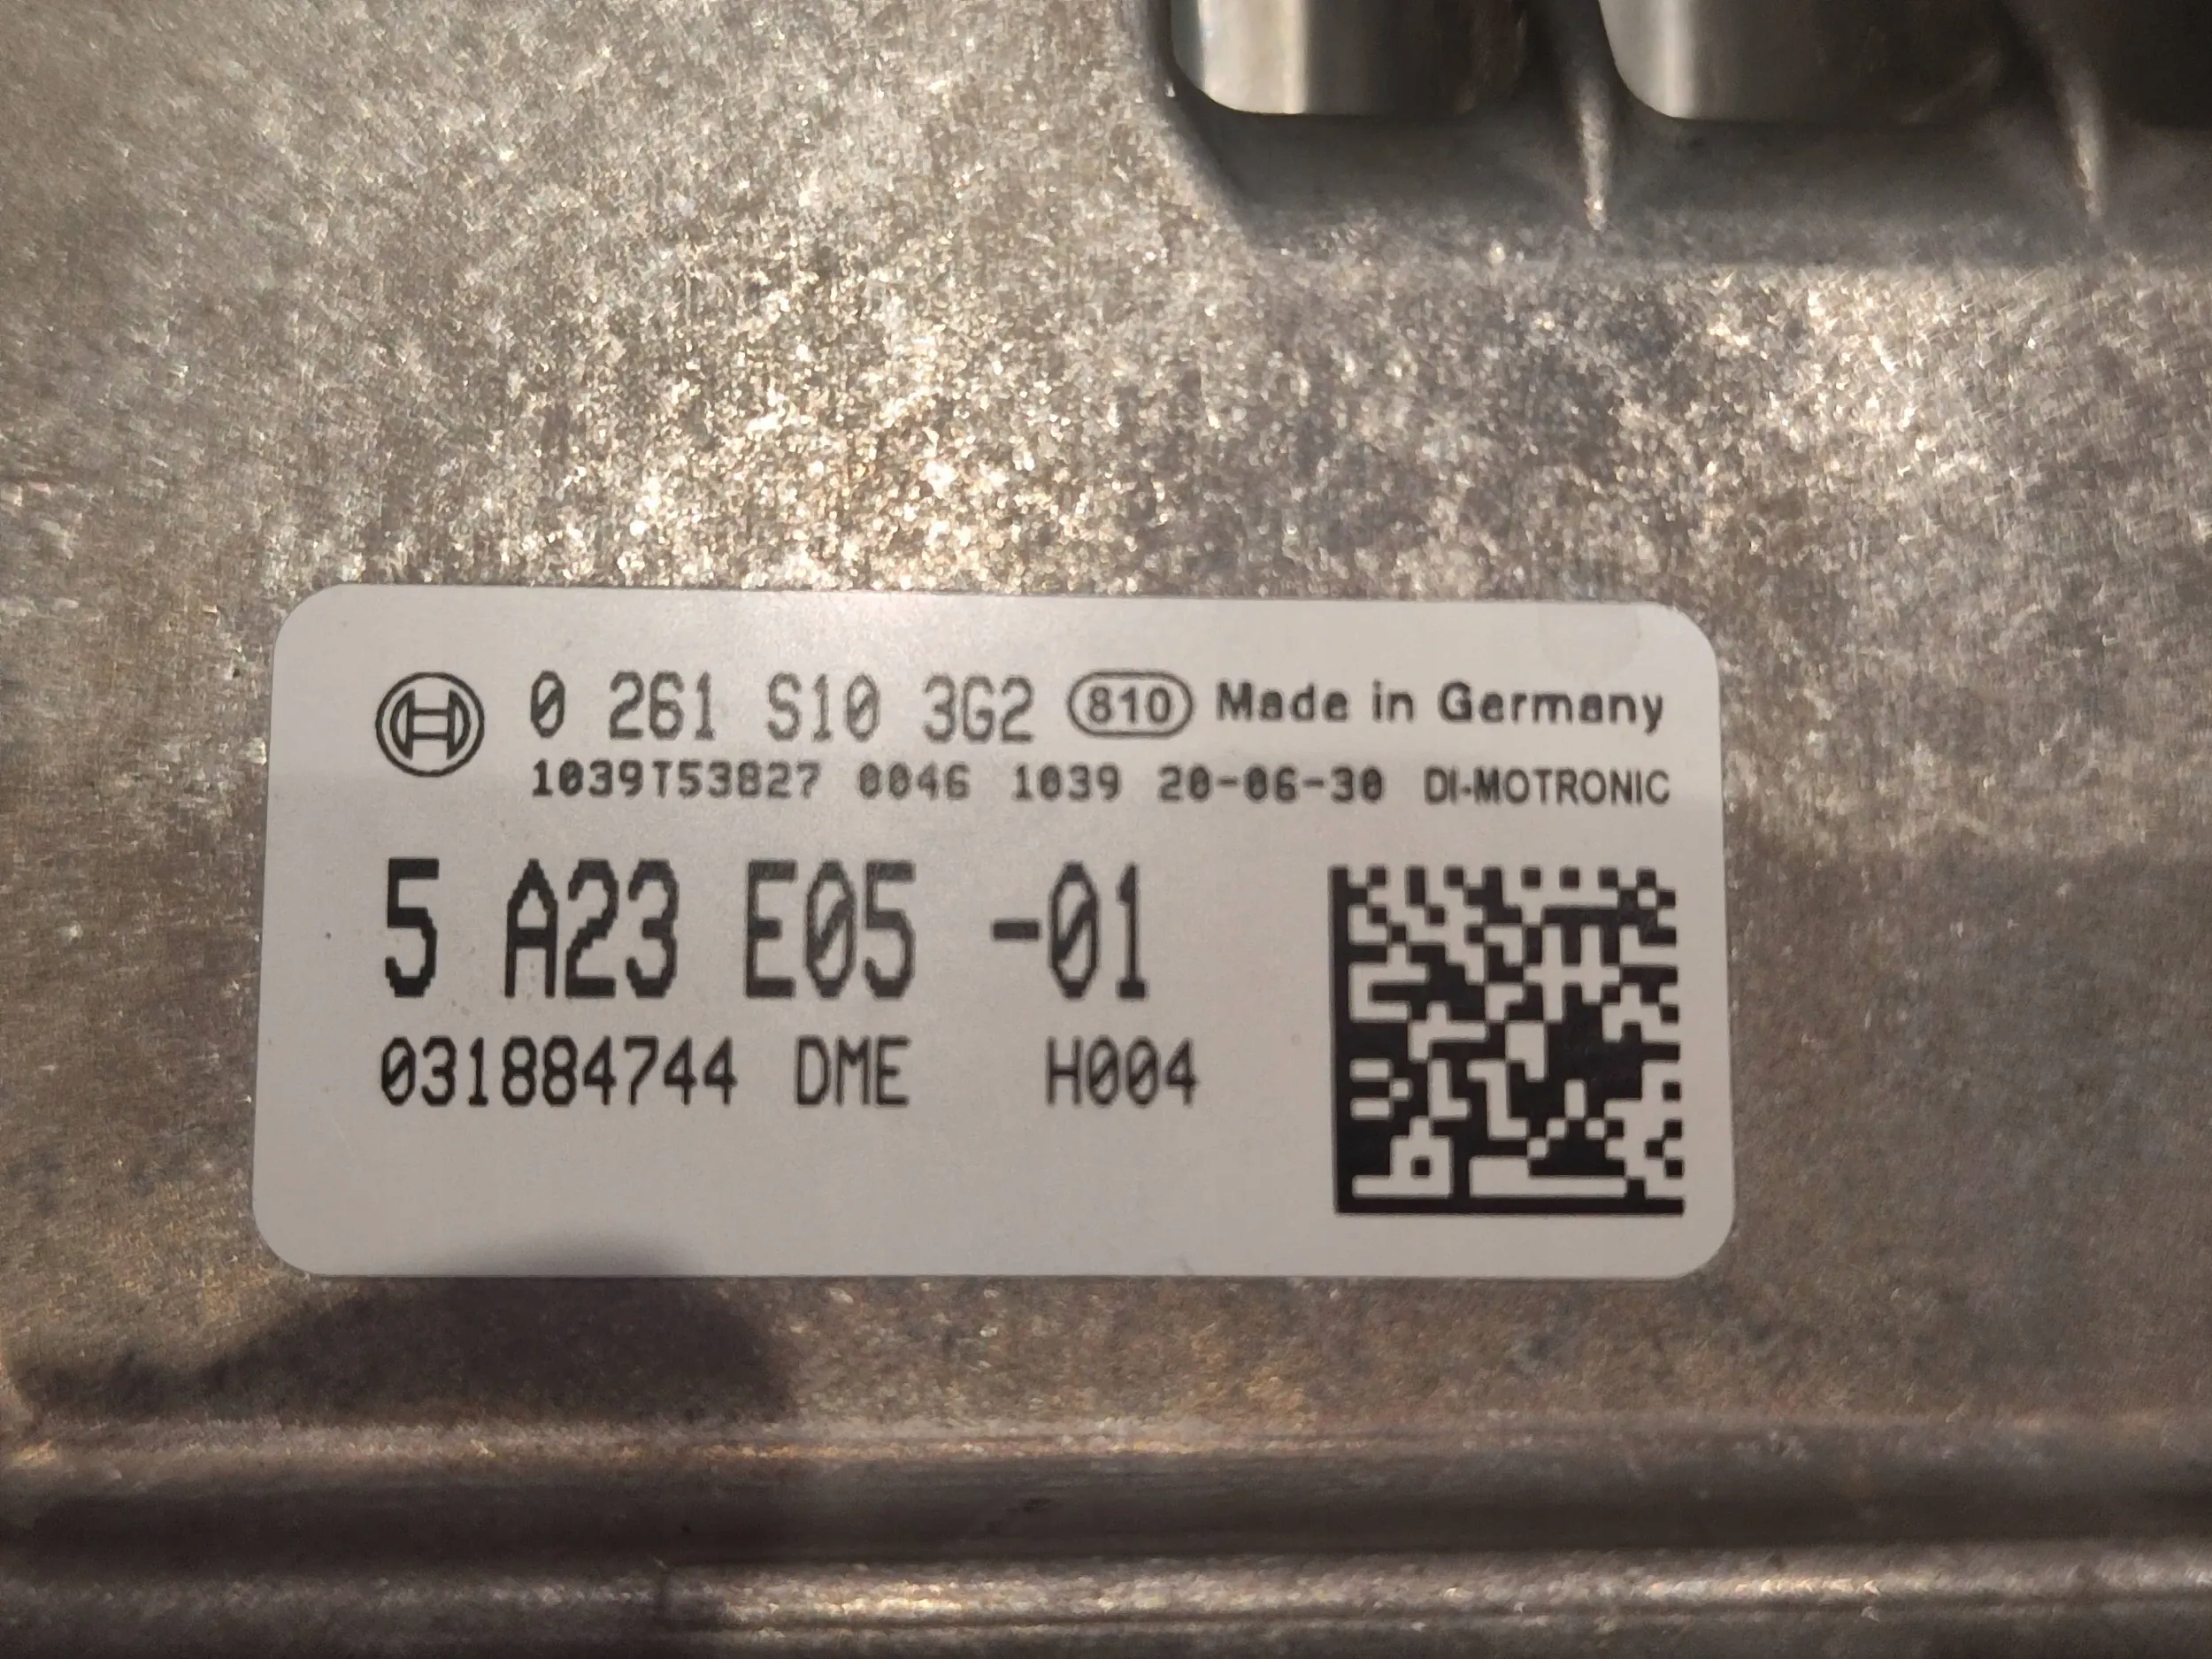 0 261 S10 3G2 810 Made in Germany
1039T53827 0046 1039 20-06-30 DI-MOTRONIC
5 A23 E05 -01
031884744 DME H004